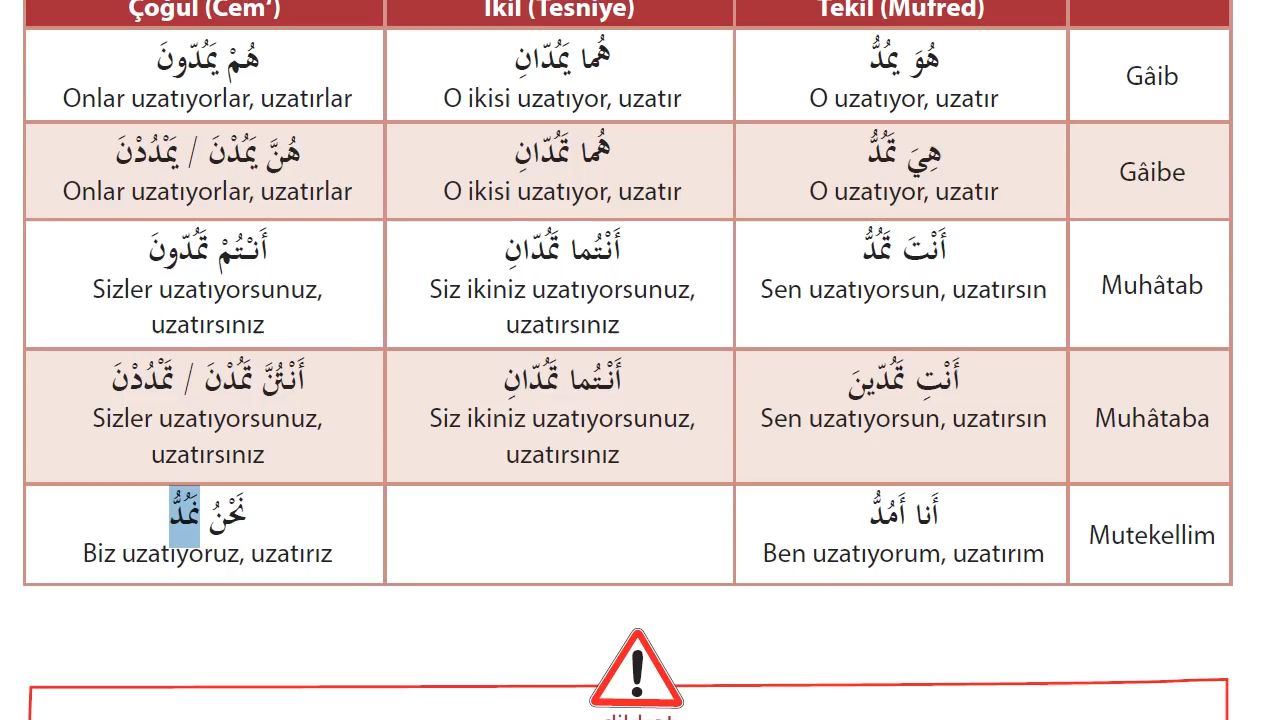 Çoğul (Cem‘) İkil (Tesniye) Tekil (Mufred)
هُمْ يَمُدّونَ هُما يَمُدّانِ هُوَ يَمُدُّ
Onlar uzatıyorlar, uzatırlar O ikisi uzatıyor, uzatır O uzatıyor, uzatır Gâib
هُنَّ يَمُدْنَ / يَمْدُدْنَ هُما تَمُدّانِ هِيَ تَمُدُّ
Onlar uzatıyorlar, uzatırlar O ikisi uzatıyor, uzatır O uzatıyor, uzatır Gâibe
أَنْتُمْ تَمُدّونَ أَنْتُما تَمُدّانِ أَنْتَ تَمُدُّ
Sizler uzatıyorsunuz, Siz ikiniz uzatıyorsunuz, Sen uzatıyorsun, uzatırsın Muhâtab
uzatırsınız uzatırsınız
أَنْتُنَّ تَمُدْنَ / تَمْدُدْنَ أَنْتُما تَمُدّانِ أَنْتِ تَمُدّينَ
Sizler uzatıyorsunuz, Siz ikiniz uzatıyorsunuz, Sen uzatıyorsun, uzatırsın Muhâtaba
uzatırsınız uzatırsınız
نَحْنُ نَمُدُّ أَنا أَمُدُّ
Biz uzatıyoruz, uzatırız Ben uzatıyorum, uzatırım Mutekellim